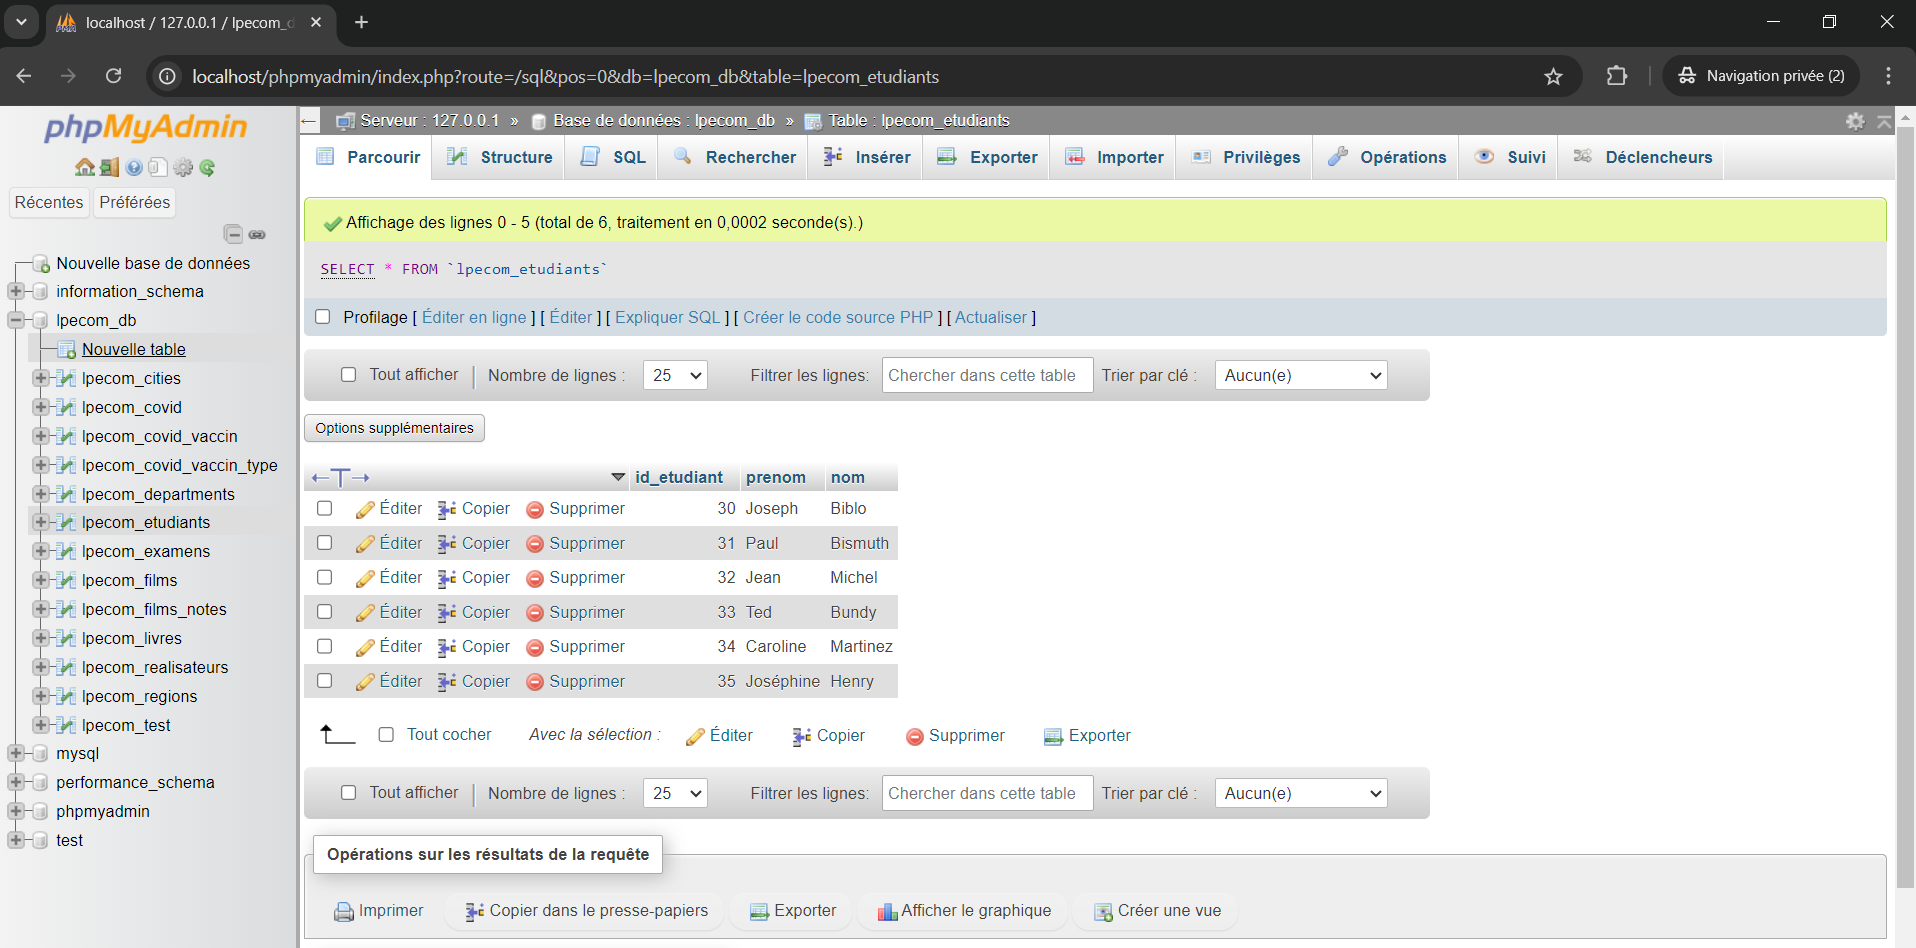 localhost / 127.0.0.1 / lpecom_d
localhost/phpmyadmin/index.php?route=/sql&pos=0&db=lpecom_db&table=lpecom_etudiants
Navigation privée (2)
phpMyAdmin
Récentes
Préférées
Nouvelle base de données
information_schema
lpecom_db
Nouvelle table
lpecom_cities
lpecom_covid
lpecom_covid_vaccin
lpecom_covid_vaccin_type
lpecom_departments
lpecom_etudiants
lpecom_examens
lpecom_films
lpecom_films_notes
lpecom_livres
lpecom_realisateurs
lpecom_regions
lpecom_test
mysql
performance_schema
phpmyadmin
test
Serveur : 127.0.0.1 » Base de données : lpecom_db » Table : lpecom_etudiants
Parcourir Structure SQL Rechercher Insérer Exporter Importer Privilèges Opérations Suivi Déclencheurs
Affichage des lignes 0 - 5 (total de 6, traitement en 0,0002 seconde(s).)
SELECT * FROM `lpecom_etudiants`
Profilage [ Éditer en ligne ] [ Éditer ] [ Expliquer SQL ] [ Créer le code source PHP ] [ Actualiser ]
Tout afficher Nombre de lignes : 25 Filtrer les lignes: Chercher dans cette table Trier par clé : Aucun(e)
Options supplémentaires
id_etudiant prenom nom
Éditer Copier Supprimer 30 Joseph Biblo
Éditer Copier Supprimer 31 Paul Bismuth
Éditer Copier Supprimer 32 Jean Michel
Éditer Copier Supprimer 33 Ted Bundy
Éditer Copier Supprimer 34 Caroline Martinez
Éditer Copier Supprimer 35 Joséphine Henry
Tout cocher Avec la sélection : Éditer Copier Supprimer Exporter
Tout afficher Nombre de lignes : 25 Filtrer les lignes: Chercher dans cette table Trier par clé : Aucun(e)
Opérations sur les résultats de la requête
Imprimer Copier dans le presse-papiers Exporter Afficher le graphique Créer une vue